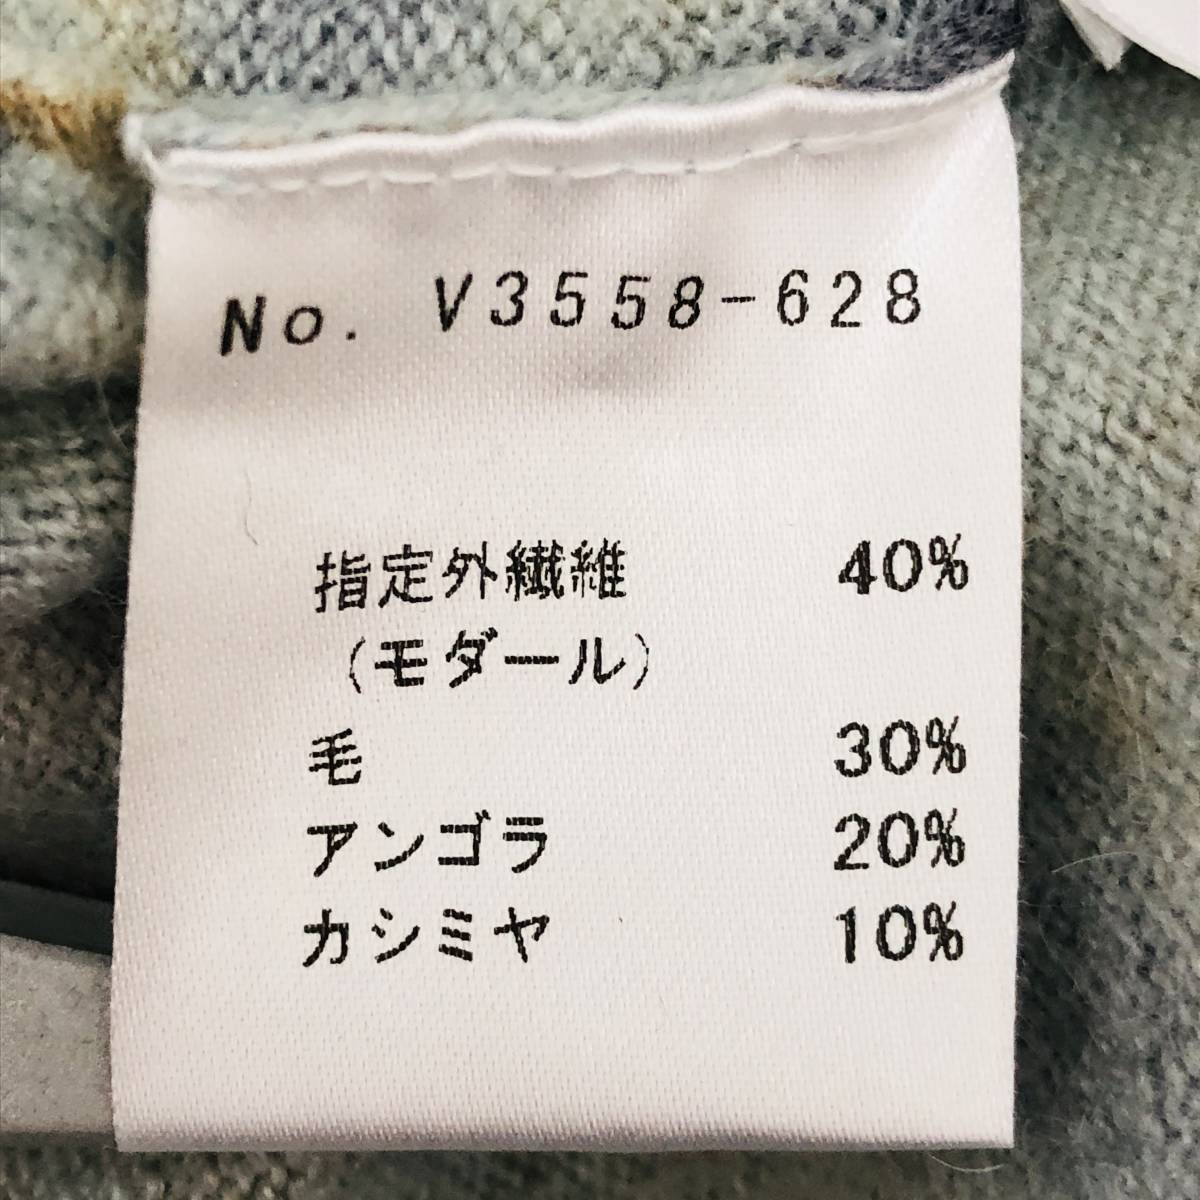 No. V3558-628
指定外繊維 40%
(モダール)
毛 30%
アンゴラ 20%
カシミヤ 10%